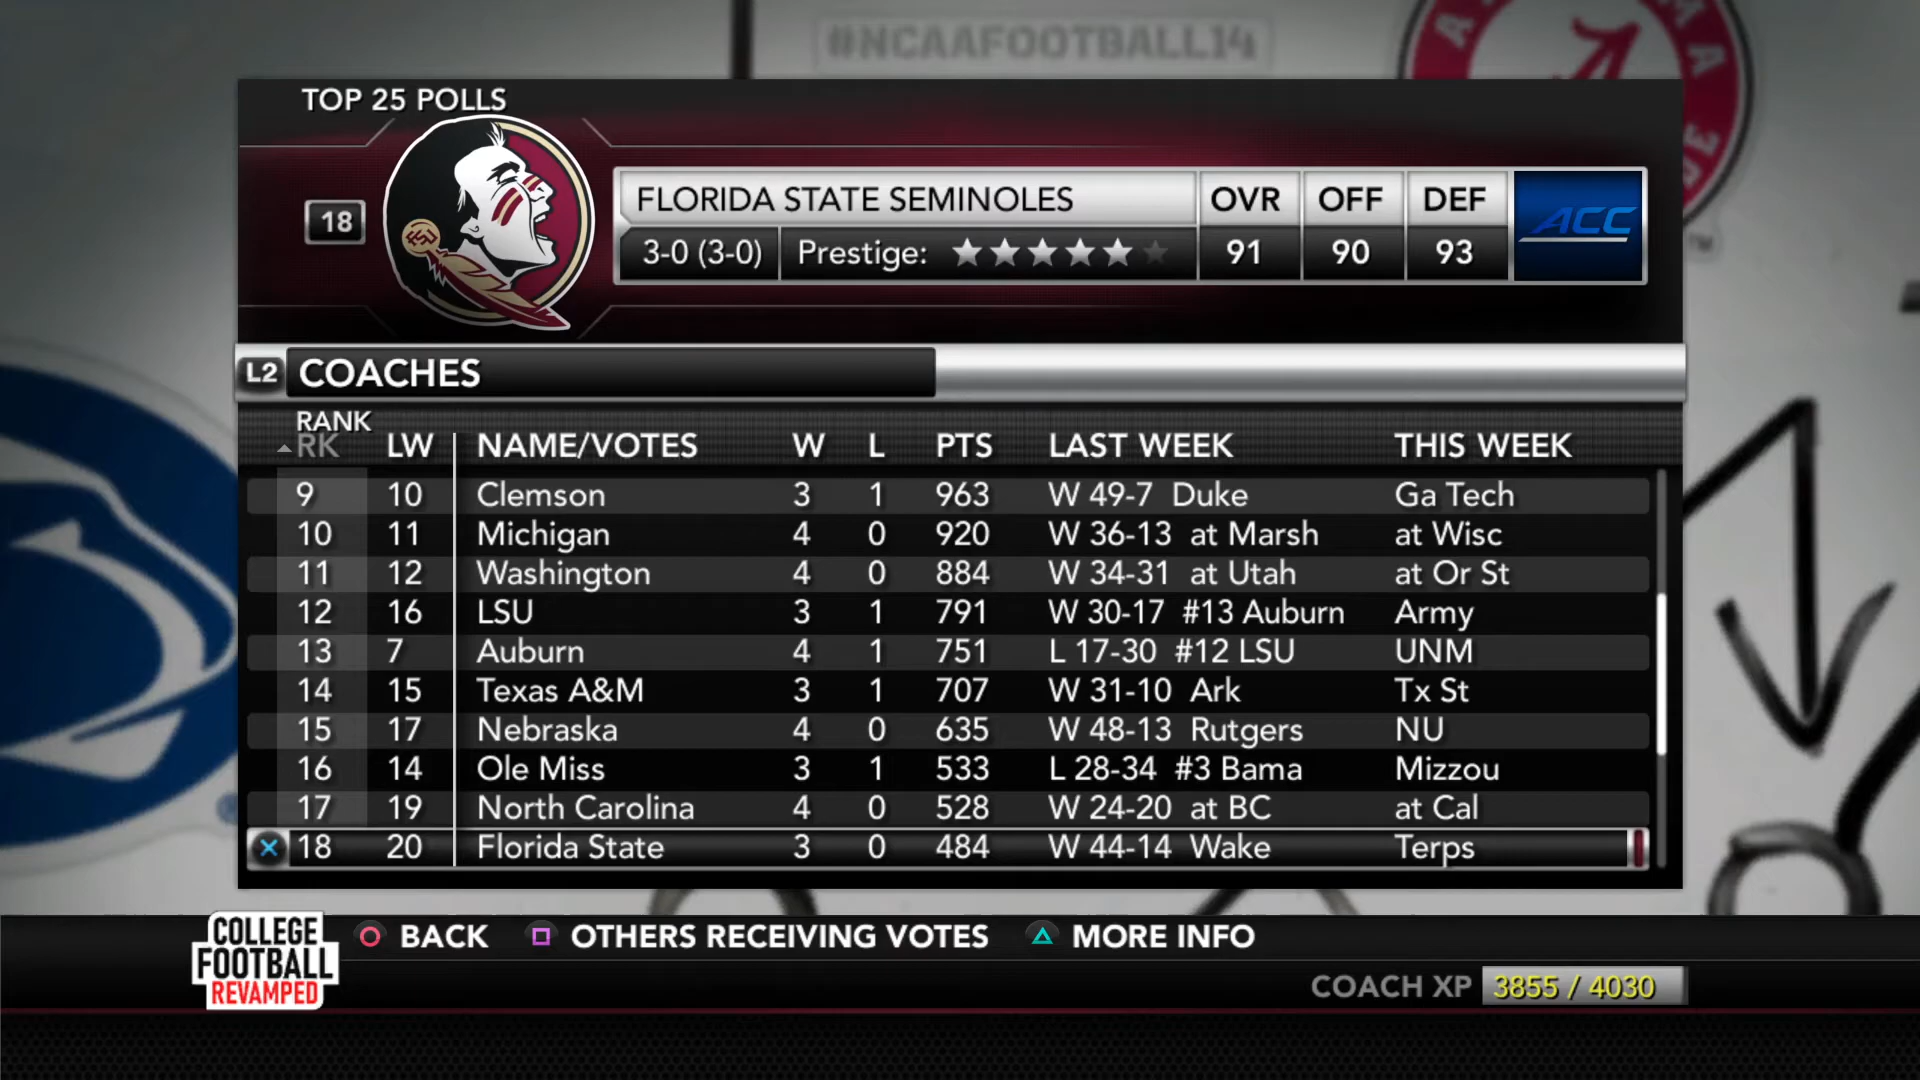 #NCAAFOOTBALL14
TOP 25 POLLS
18
FLORIDA STATE SEMINOLES
OVR
OFF
DEF
ACC
3-0 (3-0)
Prestige:
91
90
93
FSU
L2 COACHES
RANK
RK LW NAME/VOTES W L PTS LAST WEEK THIS WEEK
9 10 Clemson 3 1 963 W 49-7 Duke Ga Tech
10 11 Michigan 4 0 920 W 36-13 at Marsh at Wisc
11 12 Washington 4 0 884 W 34-31 at Utah at Or St
12 16 LSU 3 1 791 W 30-17 #13 Auburn Army
13 7 Auburn 4 1 751 L 17-30 #12 LSU UNM
14 15 Texas A&M 3 1 707 W 31-10 Ark Tx St
15 17 Nebraska 4 0 635 W 48-13 Rutgers NU
16 14 Ole Miss 3 1 533 L 28-34 #3 Bama Mizzou
17 19 North Carolina 4 0 528 W 24-20 at BC at Cal
18 20 Florida State 3 0 484 W 44-14 Wake Terps
COLLEGE
FOOTBALL
REVAMPED
BACK OTHERS RECEIVING VOTES MORE INFO
COACH XP 3855 / 4030